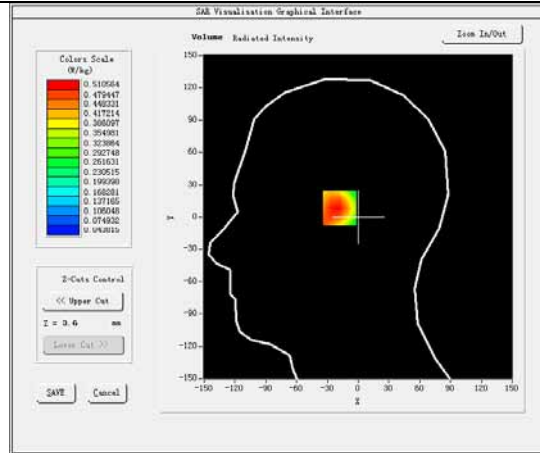 SAR Visualisation Graphical Interface
Volume Radiated Intensity
Zoom In/Out
Colors Scale
(W/kg)
0.510564
0.479447
0.448331
0.417214
0.386097
0.354981
0.323864
0.292748
0.261631
0.230515
0.199398
0.168281
0.137165
0.106048
0.074932
0.043815
Z-Cuts Control
<< Upper Cut
Z = 3.6 mm
Lower Cut >>
SAVE Cancel
150
120
90
60
30
Y 0
-30
-60
-90
-120
-150
-150 -120 -90 -60 -30 0 30 60 90 120 150
X